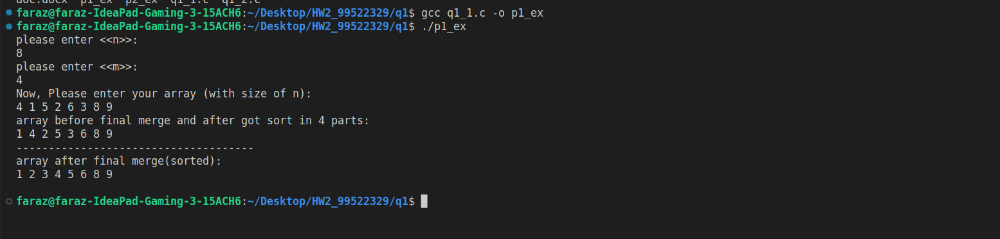 doc.docx p1_ex p2_ex q1_1.c q1_2.c
faraz@faraz-IdeaPad-Gaming-3-15ACH6:~/Desktop/HW2_99522329/q1$ gcc q1_1.c -o p1_ex
faraz@faraz-IdeaPad-Gaming-3-15ACH6:~/Desktop/HW2_99522329/q1$ ./p1_ex
please enter <<n>>:
8
please enter <<m>>:
4
Now, Please enter your array (with size of n):
4 1 5 2 6 3 8 9
array before final merge and after got sort in 4 parts:
1 4 2 5 3 6 8 9
-------------------------------------
array after final merge(sorted):
1 2 3 4 5 6 8 9
faraz@faraz-IdeaPad-Gaming-3-15ACH6:~/Desktop/HW2_99522329/q1$